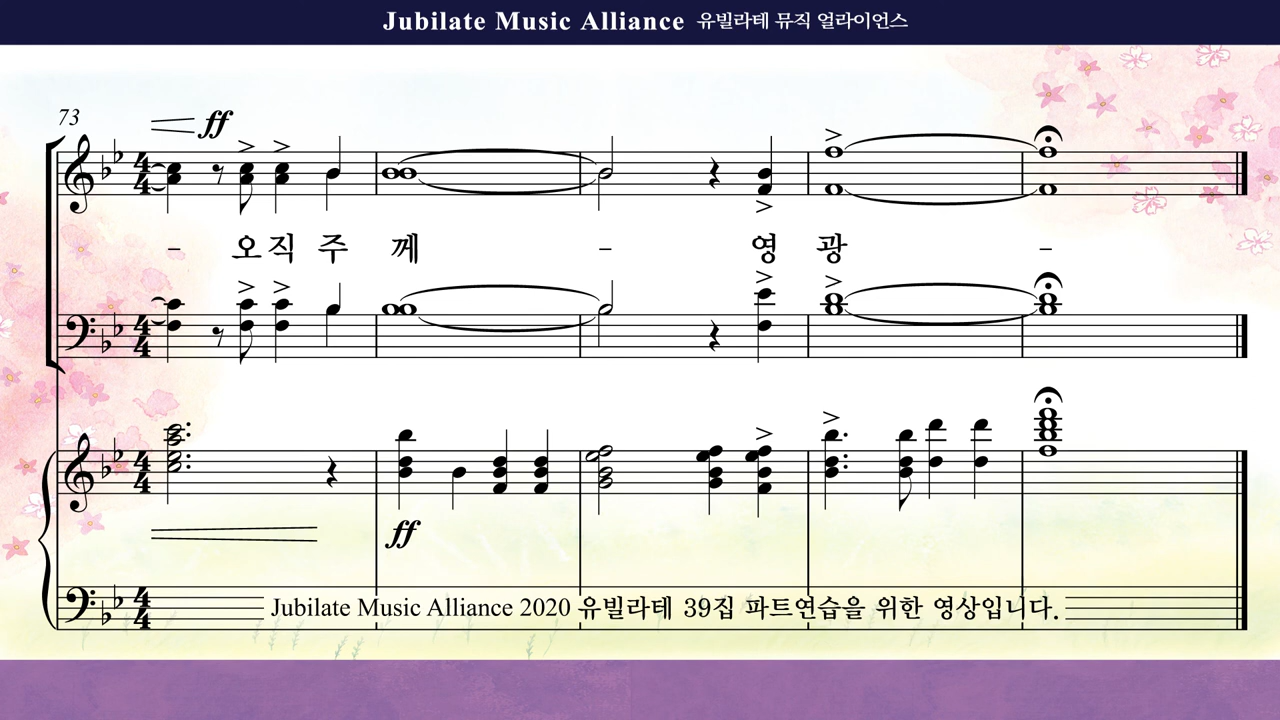 Jubilate Music Alliance 유빌라테 뮤직 얼라이언스
73
ff
- 오직 주 께 - 영 광 -
ff
Jubilate Music Alliance 2020 유빌라테 39집 파트연습을 위한 영상입니다.